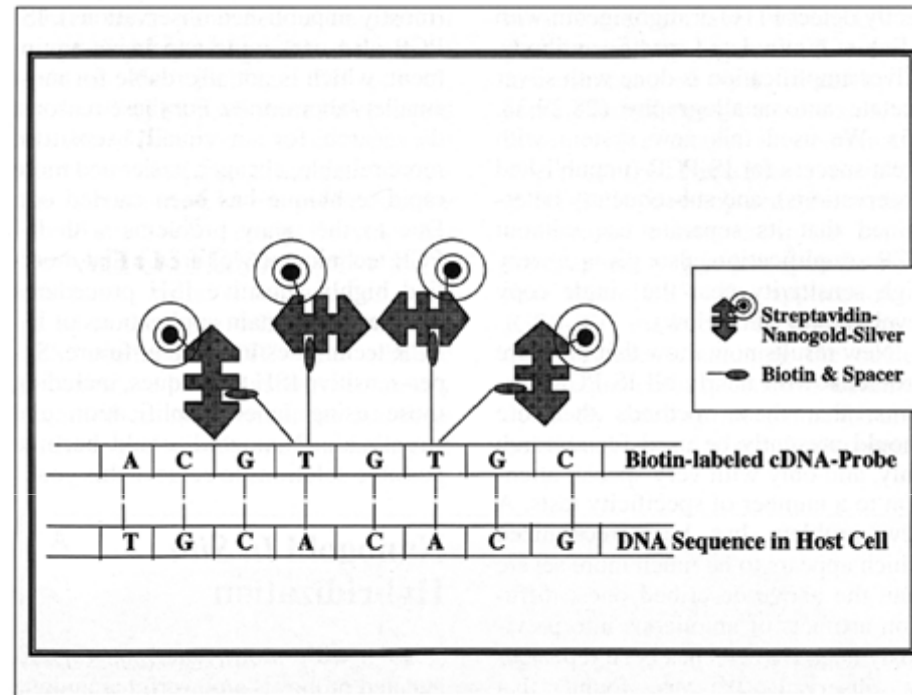 Streptavidin-
Nanogold-Silver
Biotin & Spacer
A C G T G T G C
Biotin-labeled cDNA-Probe
T G C A C A C G
DNA Sequence in Host Cell